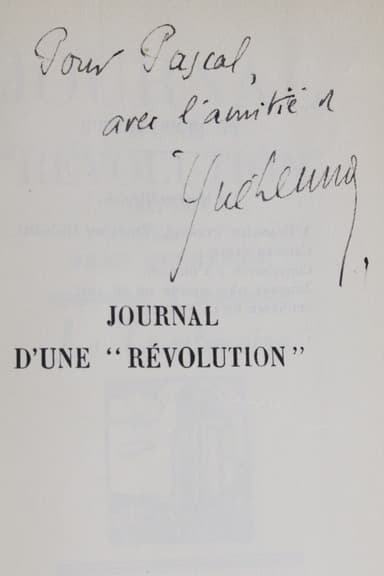 Pour Pascal,
avec l'amitié de
Guéhenno
JOURNAL
D'UNE "RÉVOLUTION"